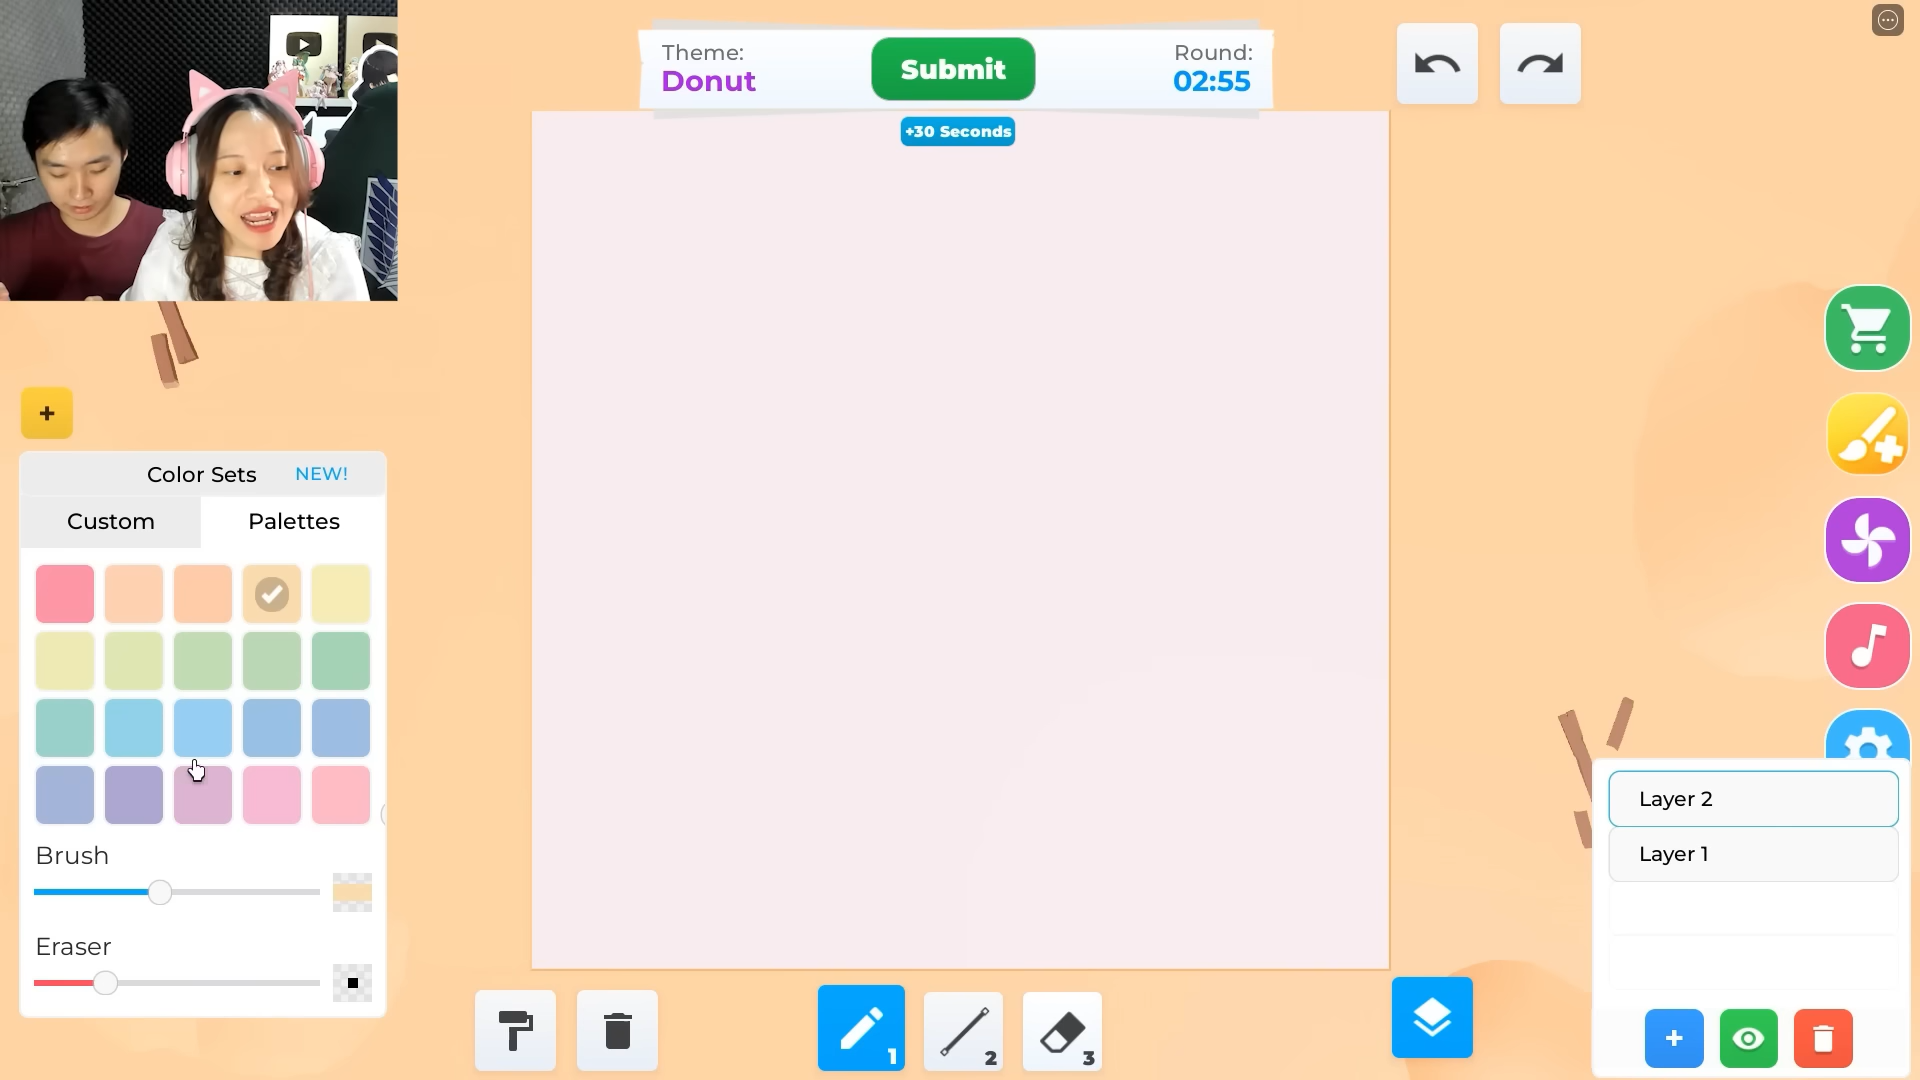 Theme:
Donut
Submit
Round:
02:55
+30 Seconds
+
Color Sets NEW!
Custom Palettes
Brush
Eraser
Layer 2
Layer 1
1
2
3
+